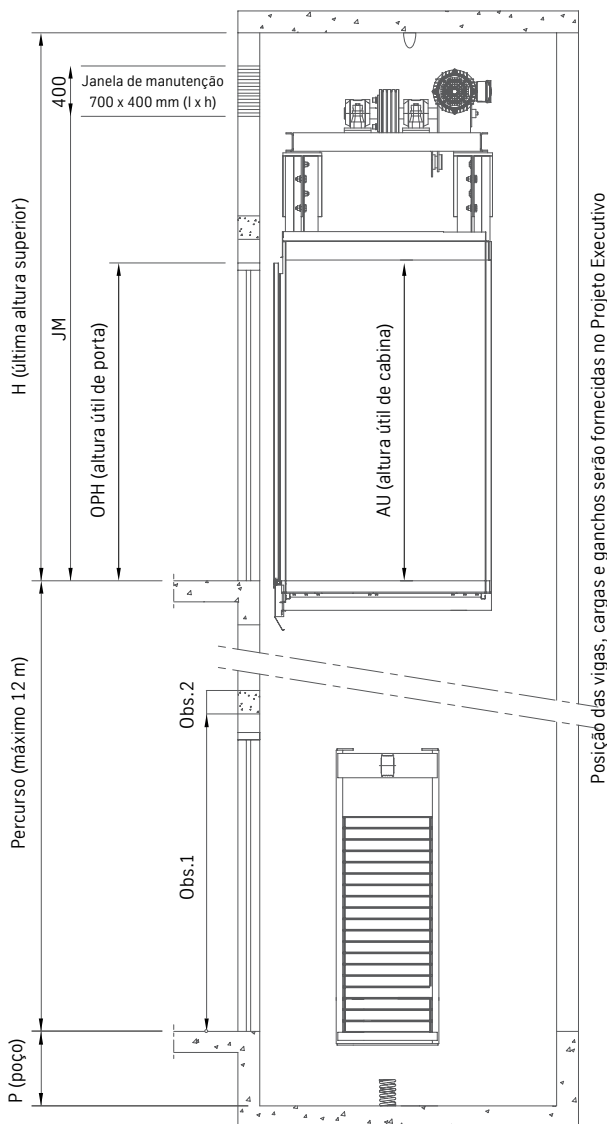 400
Janela de manutenção
700 x 400 mm (l x h)
H (última altura superior)
JM
OPH (altura útil de porta)
AU (altura útil de cabina)
Posição das vigas, cargas e ganchos serão fornecidas no Projeto Executivo
Percurso (máximo 12 m)
Obs.2
Obs.1
P (poço)